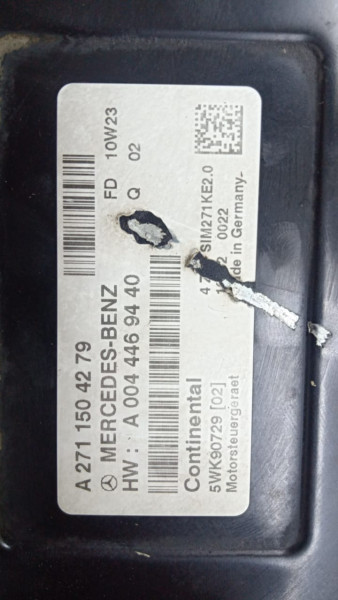 A 271 150 42 79
FD 10W23
MERCEDES-BENZ
Q 02
HW : A 004 446 94 40
Continental
SIM271KE2.0
5WK90729 [02]
0022
Motorsteuergeraet
in Germany